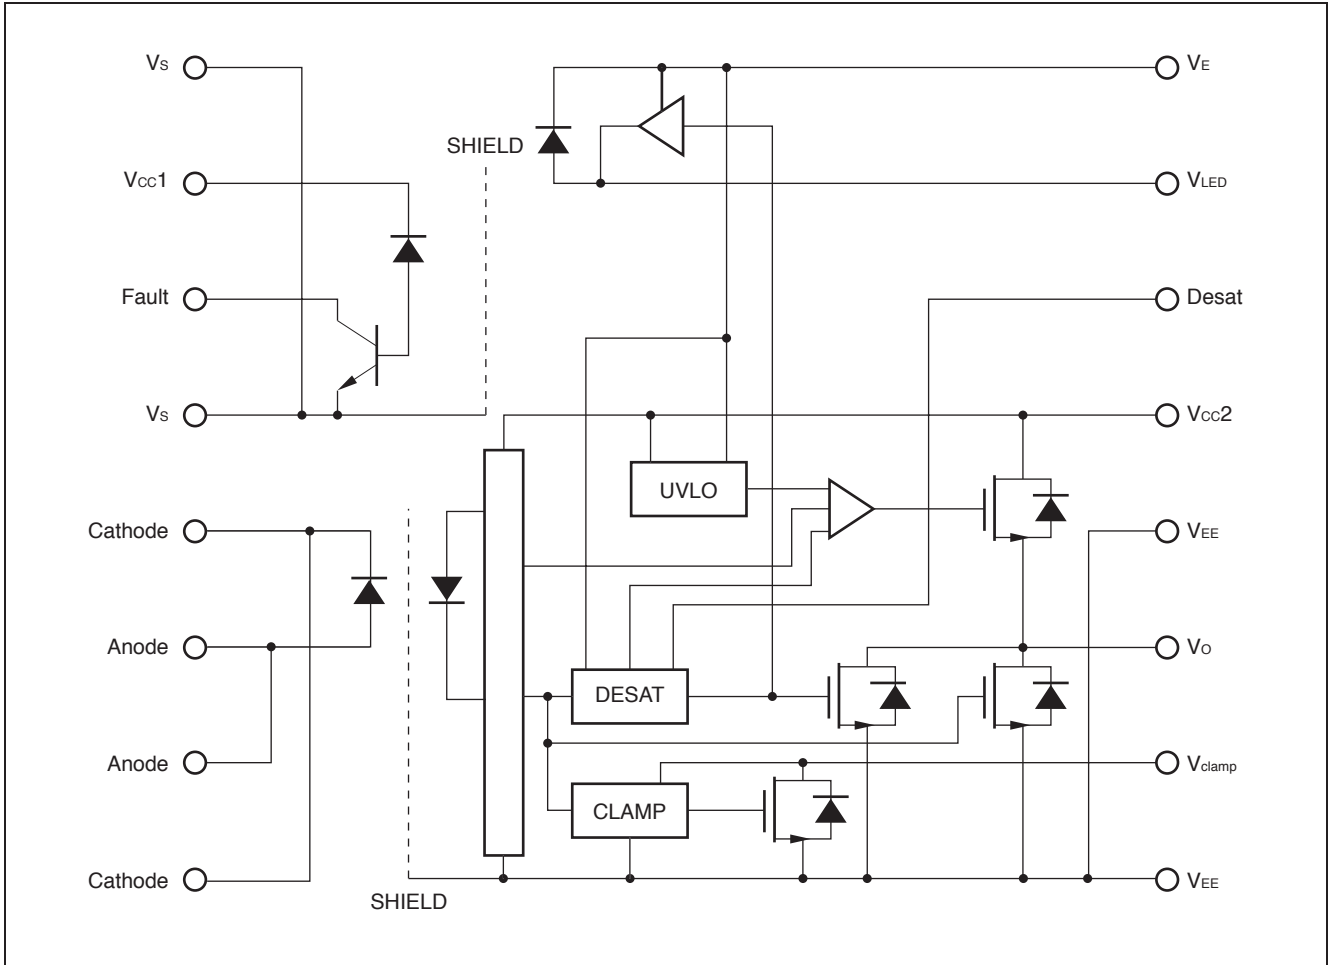 VS
VE
SHIELD
VCC1
VLED
Fault
Desat
VS
VCC2
UVLO
Cathode
VEE
Anode
VO
DESAT
Anode
Vclamp
CLAMP
Cathode
VEE
SHIELD